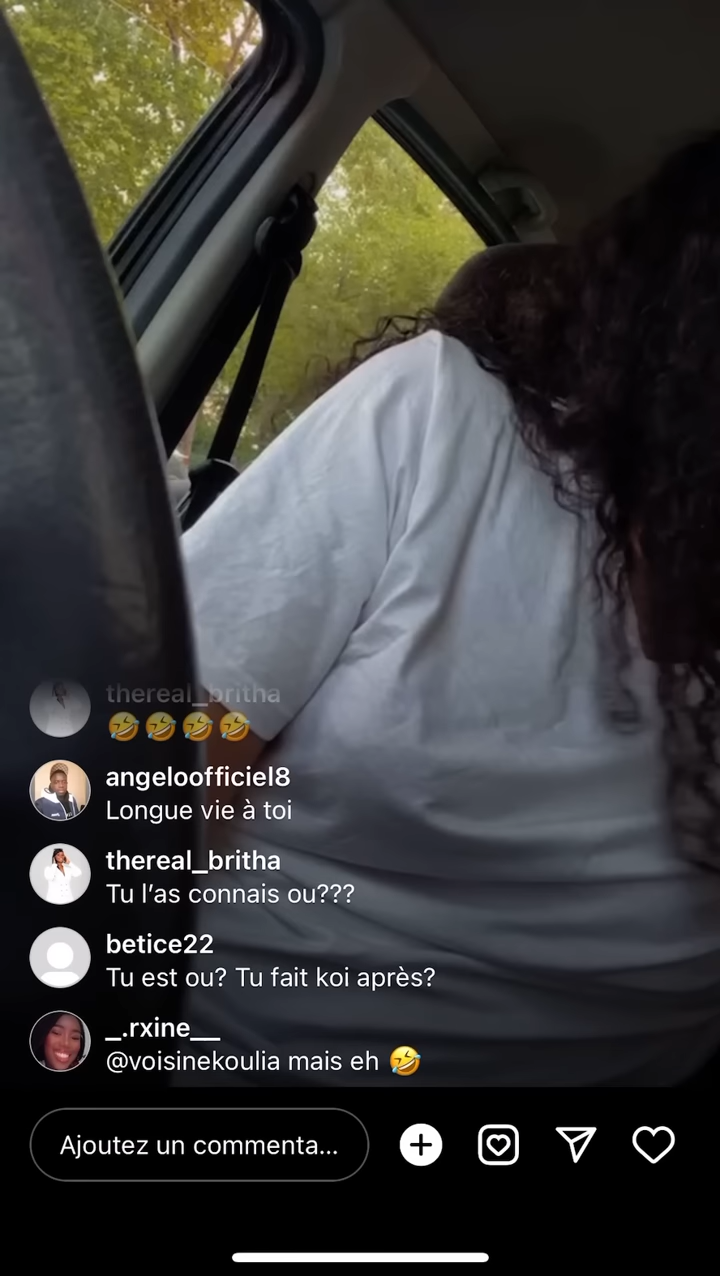 thereal_britha
🤣🤣🤣🤣
angeloofficiel8
Longue vie à toi
thereal_britha
Tu l’as connais ou???
betice22
Tu est ou? Tu fait koi après?
_.rxine__
@voisinekoulia mais eh 🤣
Ajoutez un commenta...